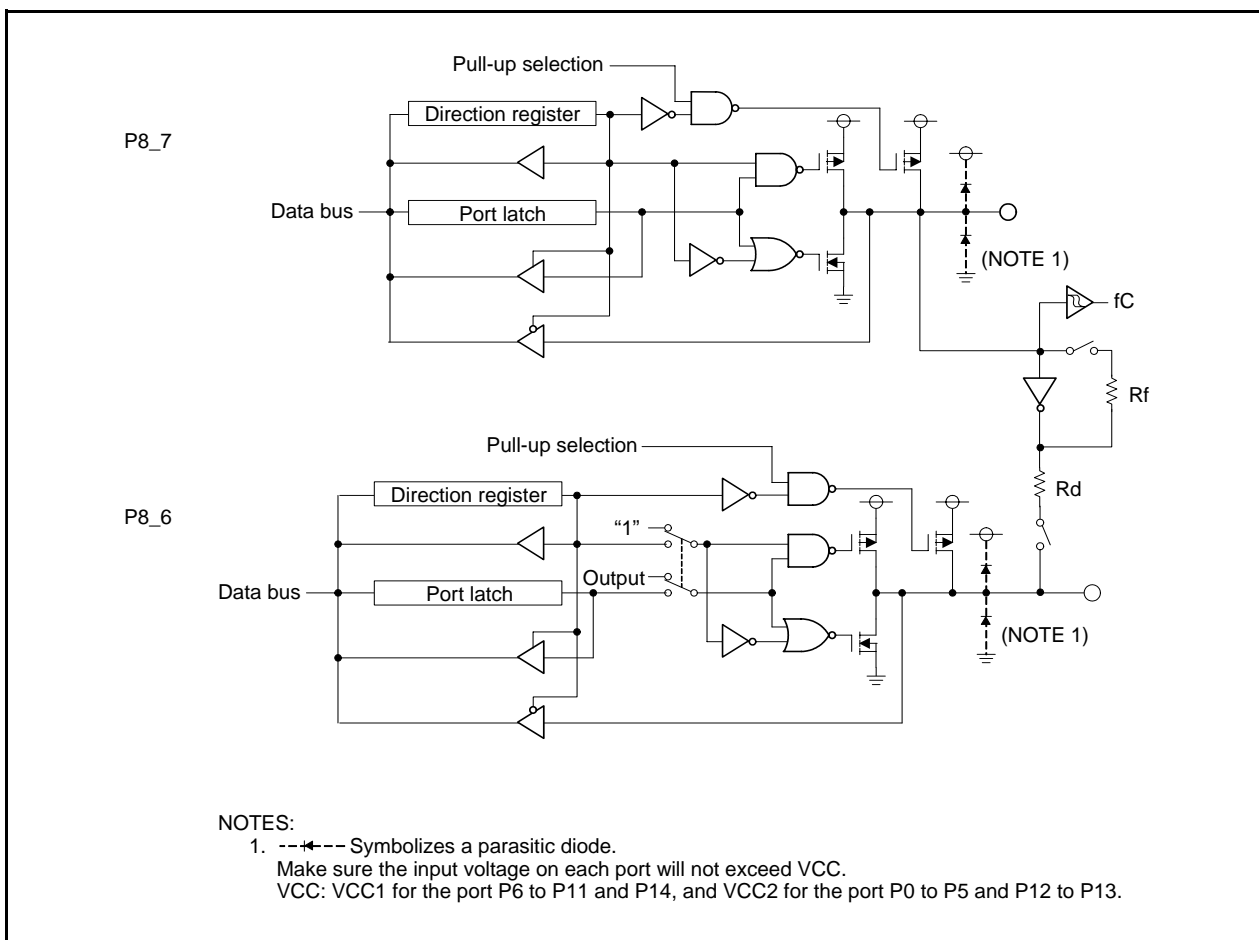 Pull-up selection
Direction register
P8_7
Data bus
Port latch
(NOTE 1)
fC
Rf
Pull-up selection
Rd
Direction register
P8_6
“1”
Output
Data bus
Port latch
(NOTE 1)
NOTES:
1. Symbolizes a parasitic diode.
Make sure the input voltage on each port will not exceed VCC.
VCC: VCC1 for the port P6 to P11 and P14, and VCC2 for the port P0 to P5 and P12 to P13.